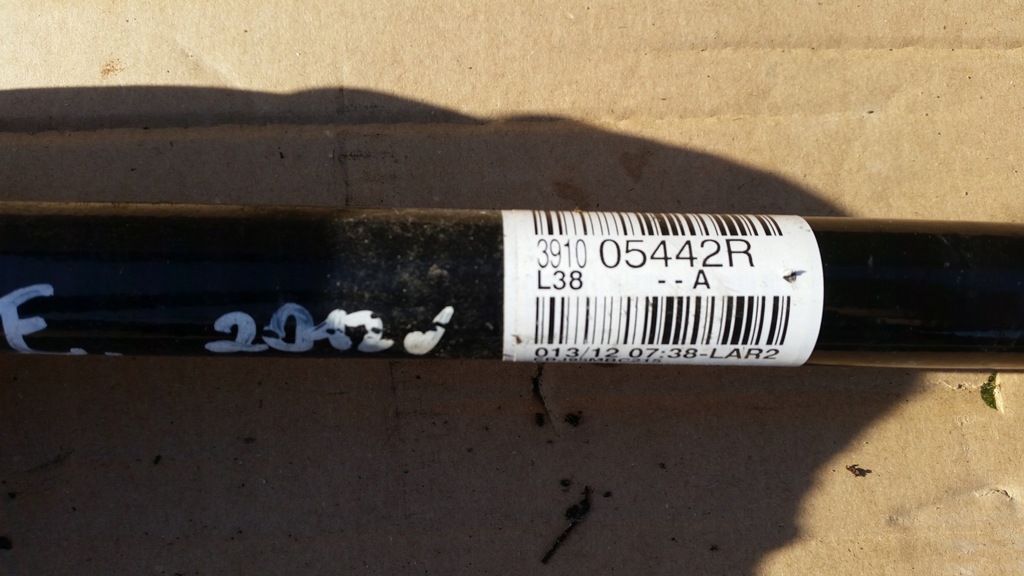 3910 05442R
L38 -- A
013/12 07:38-LAR2
E.